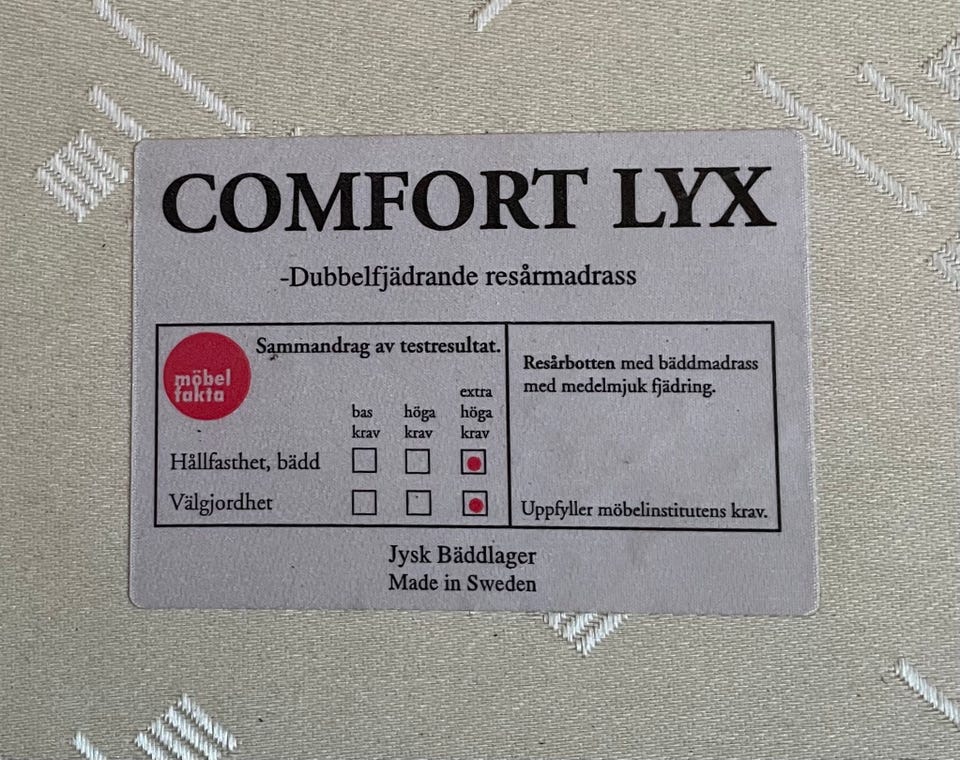 COMFORT LYX
-Dubbelfjädrande resårmadrass
möbel
fakta
Sammandrag av testresultat.
bas
krav
höga
krav
extra
höga
krav
Hållfasthet, bädd
Välgjordhet
Resårbotten med bäddmadrass
med medelmjuk fjädring.
Uppfyller möbelinstitutens krav.
Jysk Bäddlager
Made in Sweden